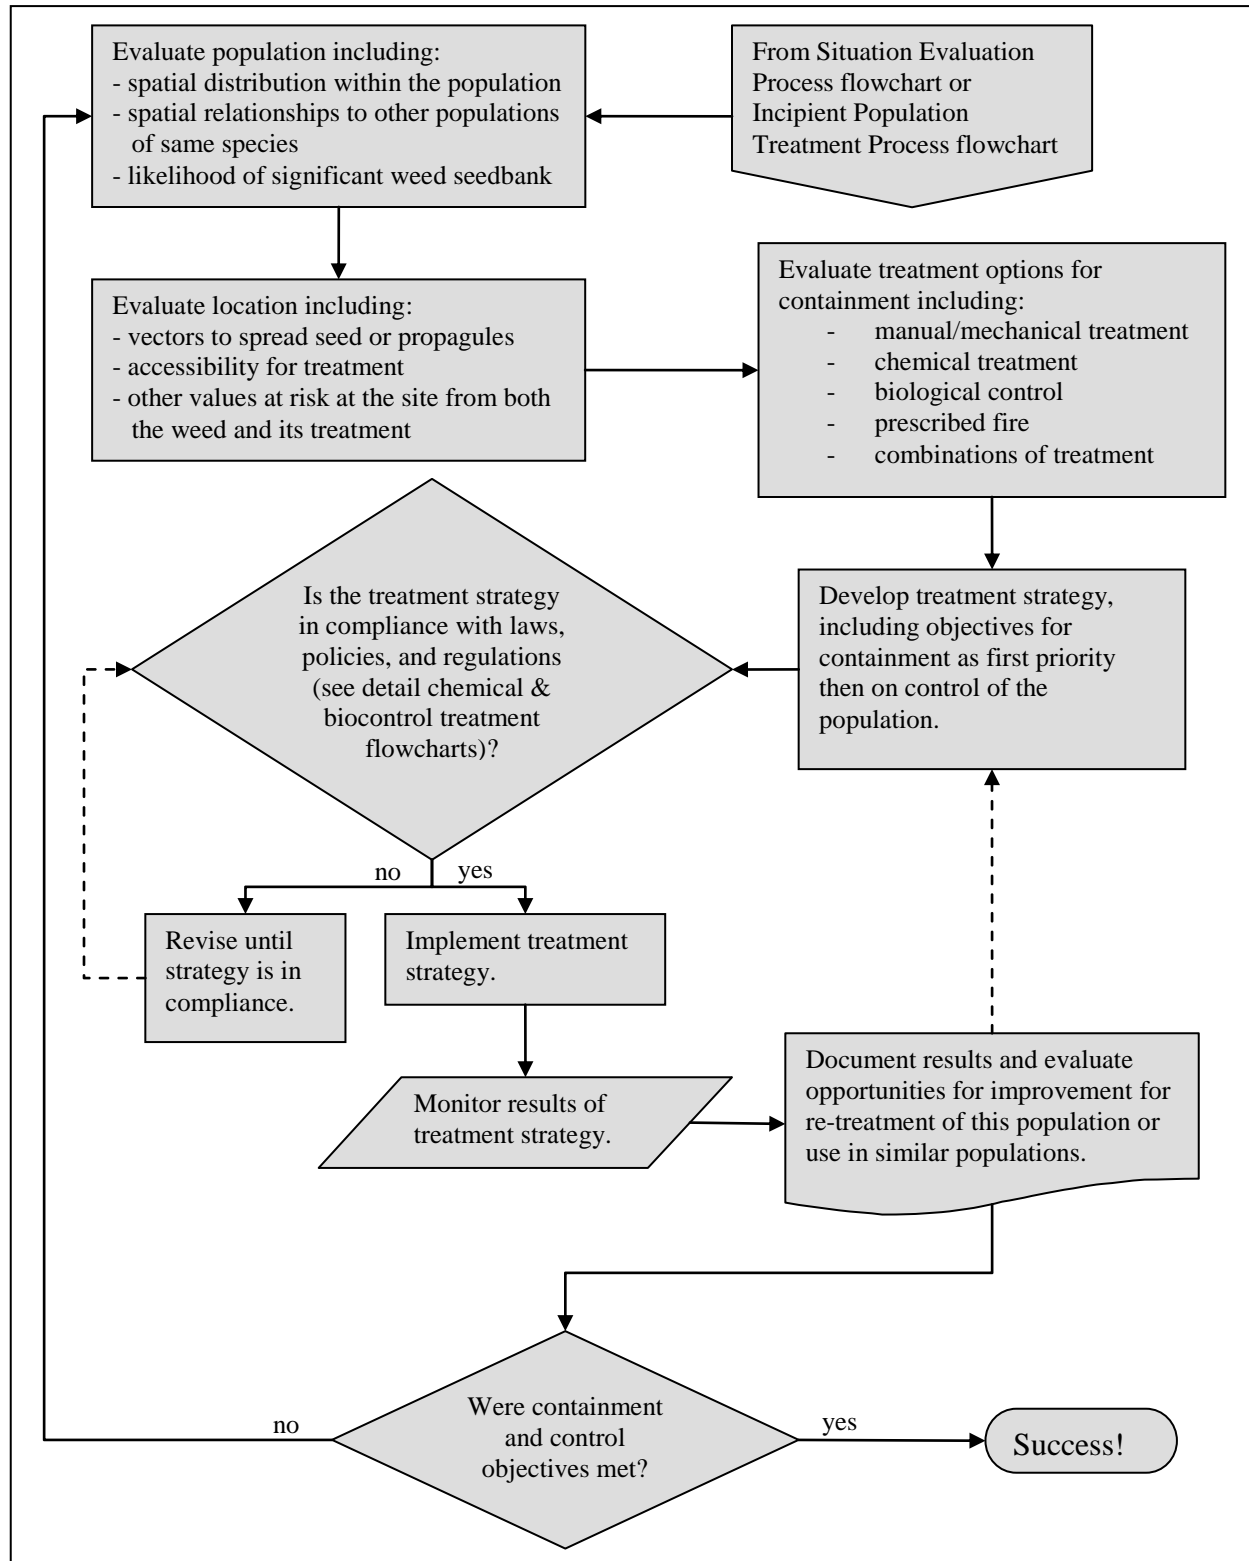 Evaluate population including:
- spatial distribution within the population
- spatial relationships to other populations
of same species
- likelihood of significant weed seedbank
From Situation Evaluation
Process flowchart or
Incipient Population
Treatment Process flowchart
Evaluate location including:
- vectors to spread seed or propagules
- accessibility for treatment
- other values at risk at the site from both
the weed and its treatment
Evaluate treatment options for
containment including:
- manual/mechanical treatment
- chemical treatment
- biological control
- prescribed fire
- combinations of treatment
Is the treatment strategy
in compliance with laws,
policies, and regulations
(see detail chemical &
biocontrol treatment
flowcharts)?
Develop treatment strategy,
including objectives for
containment as first priority
then on control of the
population.
no
yes
Revise until
strategy is in
compliance.
Implement treatment
strategy.
Monitor results of
treatment strategy.
Document results and evaluate
opportunities for improvement for
re-treatment of this population or
use in similar populations.
Were containment
and control
objectives met?
no
yes
Success!